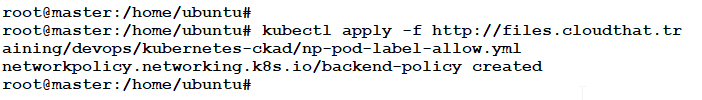 root@master:/home/ubuntu#
root@master:/home/ubuntu# kubectl apply -f http://files.cloudthat.tr
aining/devops/kubernetes-ckad/np-pod-label-allow.yml
networkpolicy.networking.k8s.io/backend-policy created
root@master:/home/ubuntu#